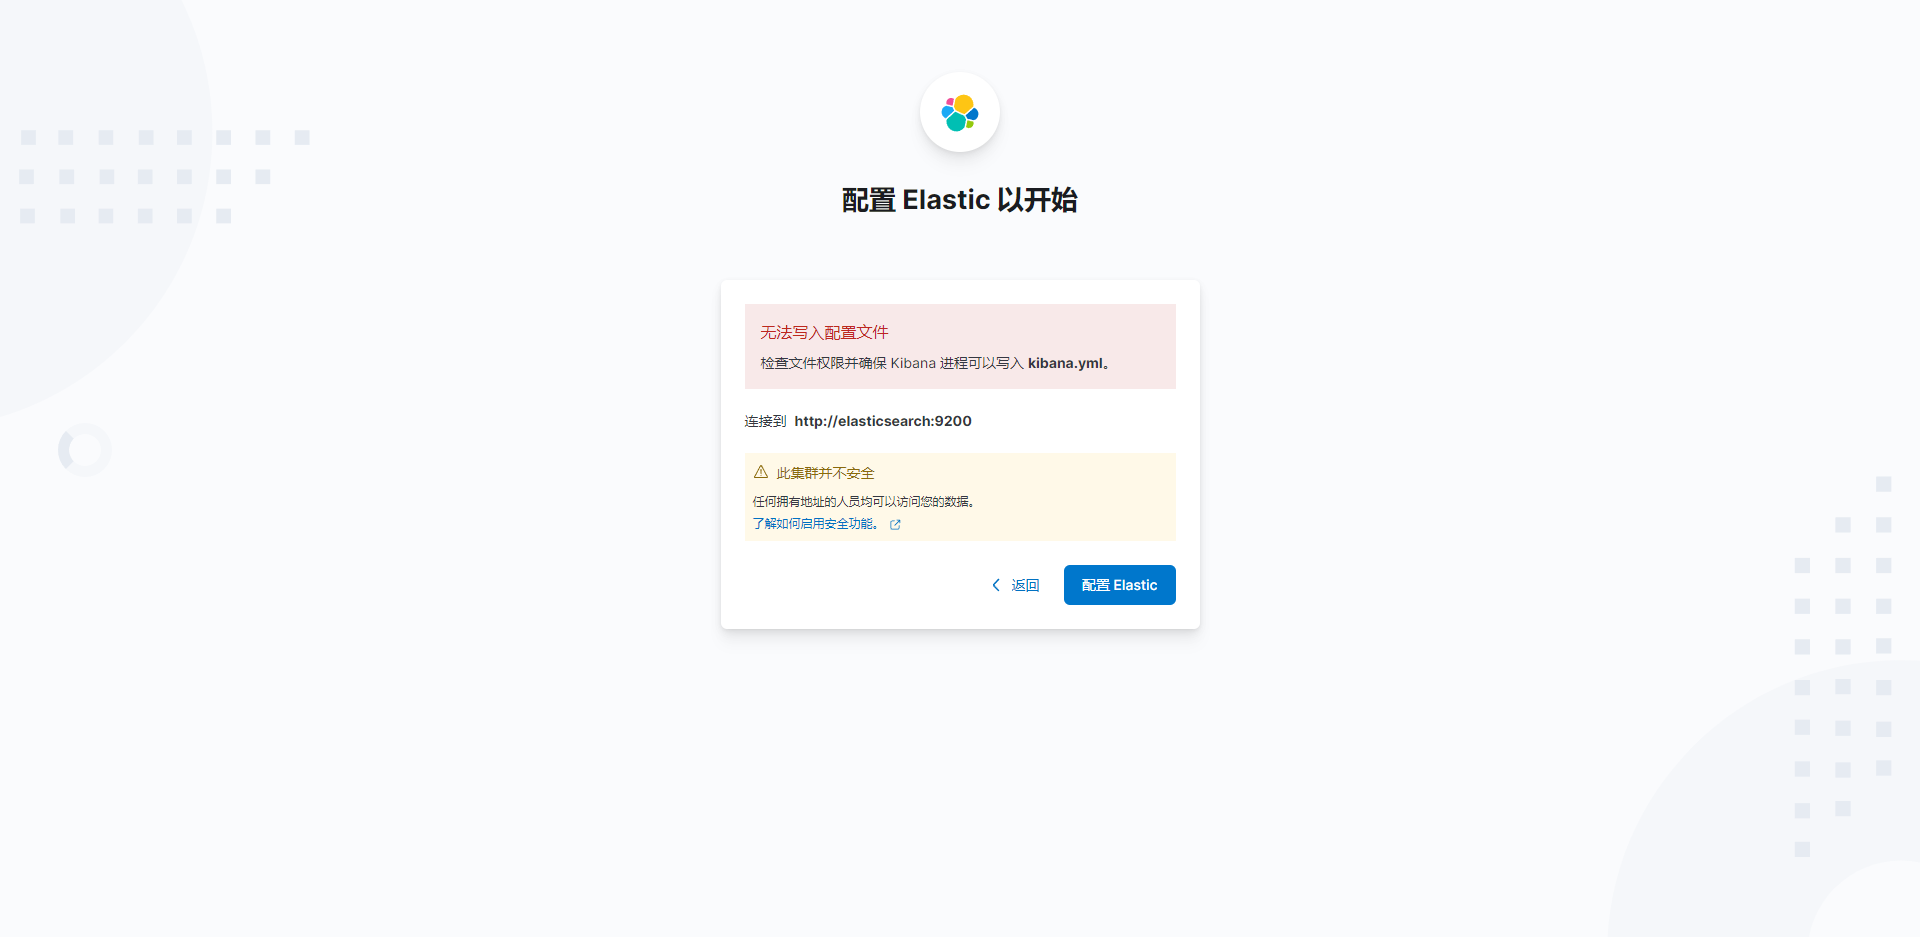 配置 Elastic 以开始
无法写入配置文件
检查文件权限并确保 Kibana 进程可以写入 kibana.yml。
连接到 http://elasticsearch:9200
此集群并不安全
任何拥有地址的人员均可以访问您的数据。
了解如何启用安全功能。
返回
配置 Elastic